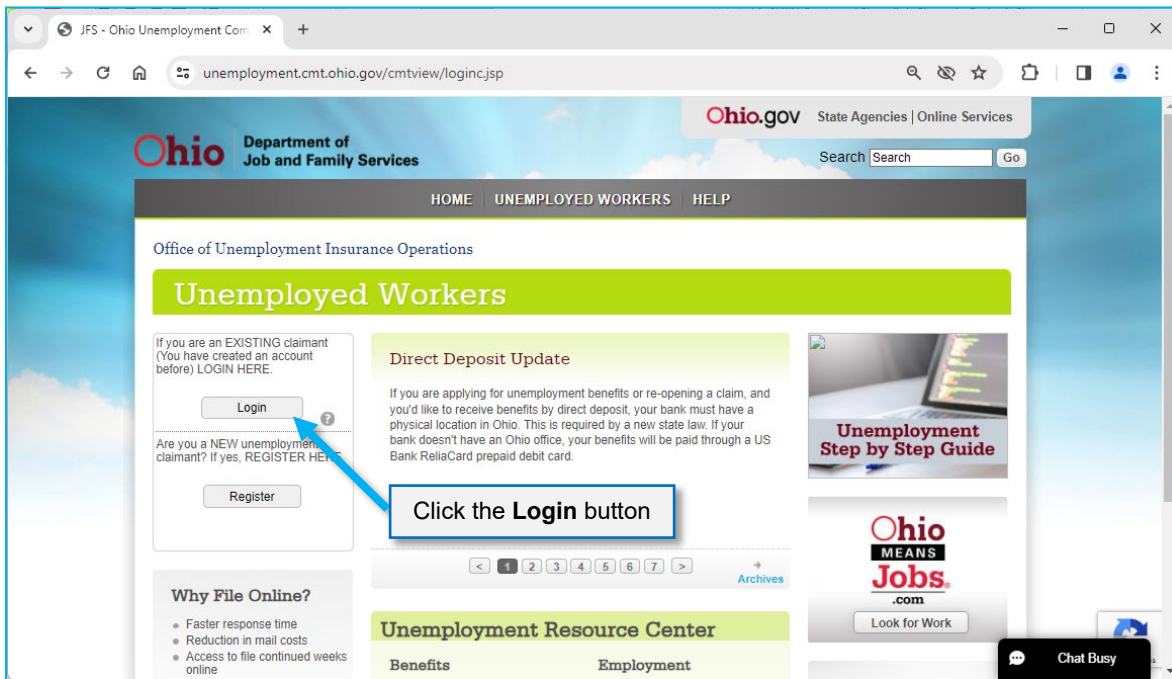 JFS - Ohio Unemployment Com
unemployment.cmt.ohio.gov/cmtview/loginc.jsp
Ohio.gov State Agencies | Online Services
Ohio Department of
Job and Family Services
Search Search Go
HOME UNEMPLOYED WORKERS HELP
Office of Unemployment Insurance Operations
Unemployed Workers
If you are an EXISTING claimant
(You have created an account
before) LOGIN HERE.
Login
?
Are you a NEW unemployment
claimant? If yes, REGISTER HERE
Register
Why File Online?
Faster response time
Reduction in mail costs
Access to file continued weeks
online
Direct Deposit Update
If you are applying for unemployment benefits or re-opening a claim, and
you'd like to receive benefits by direct deposit, your bank must have a
physical location in Ohio. This is required by a new state law. If your
bank doesn't have an Ohio office, your benefits will be paid through a US
Bank ReliaCard prepaid debit card.
Click the Login button
< 1 2 3 4 5 6 7 >
Archives
Unemployment Resource Center
Benefits Employment
Unemployment
Step by Step Guide
Ohio
MEANS
Jobs.
.com
Look for Work
Chat Busy